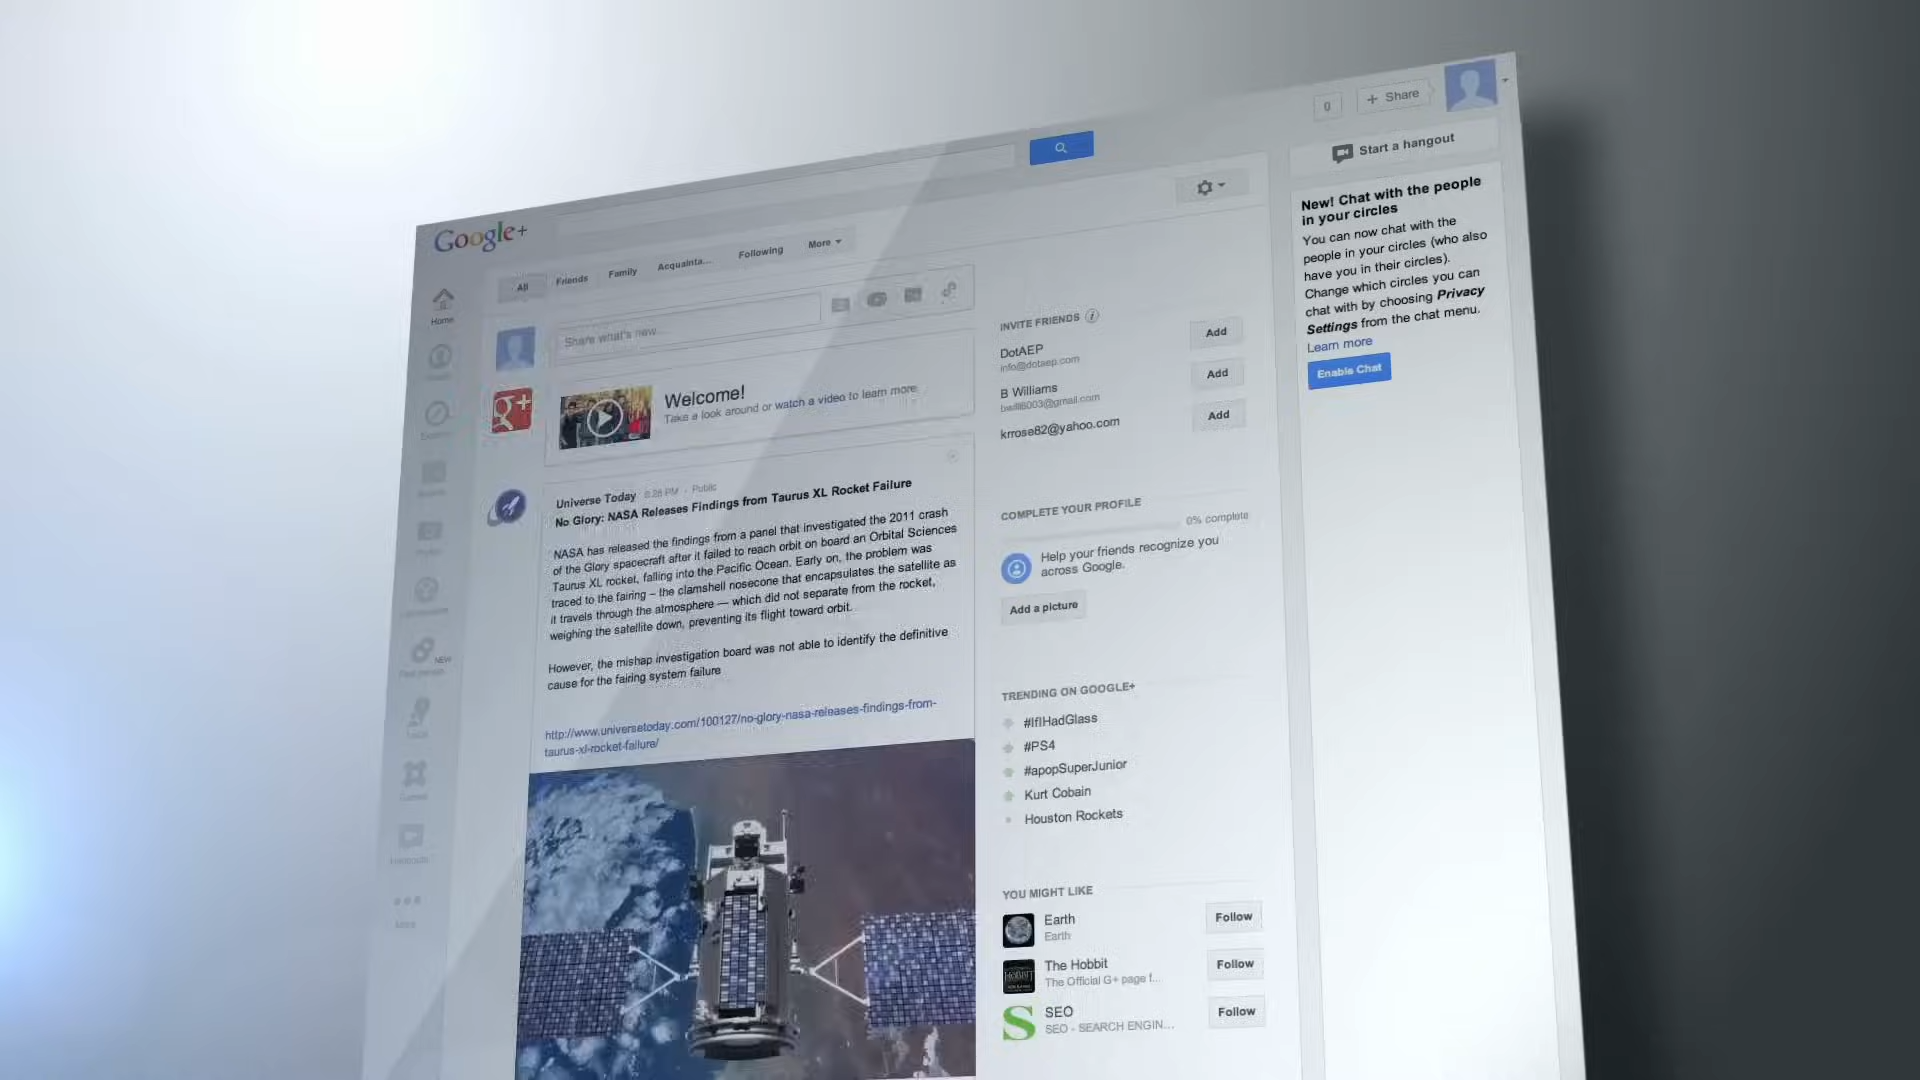 0
+ Share
Start a hangout
Google+
All
Friends
Family
Acquainta...
Following
More
Home
Share what's new...
Welcome!
Take a look around or watch a video to learn more.
Universe Today 8:28 PM - Public
No Glory: NASA Releases Findings from Taurus XL Rocket Failure
NASA has released the findings from a panel that investigated the 2011 crash
of the Glory spacecraft after it failed to reach orbit on board an Orbital Sciences
Taurus XL rocket, falling into the Pacific Ocean. Early on, the problem was
traced to the fairing – the clamshell nosecone that encapsulates the satellite as
it travels through the atmosphere — which did not separate from the rocket,
weighing the satellite down, preventing its flight toward orbit.
However, the mishap investigation board was not able to identify the definitive
cause for the fairing system failure
http://www.universetoday.com/100127/no-glory-nasa-releases-findings-from-
taurus-xl-rocket-failure/
NEW
Games
More
INVITE FRIENDS
DotAEP
info@dotaep.com
Add
B Williams
bwill6003@gmail.com
Add
krrose82@yahoo.com
Add
COMPLETE YOUR PROFILE
0% complete
Help your friends recognize you
across Google.
Add a picture
TRENDING ON GOOGLE+
#IfIHadGlass
#PS4
#apopSuperJunior
Kurt Cobain
Houston Rockets
YOU MIGHT LIKE
Earth
Earth
Follow
The Hobbit
The Official G+ page f...
Follow
SEO
SEO - SEARCH ENGIN...
Follow
New! Chat with the people
in your circles
You can now chat with the
people in your circles (who also
have you in their circles).
Change which circles you can
chat with by choosing Privacy
Settings from the chat menu.
Learn more
Enable Chat